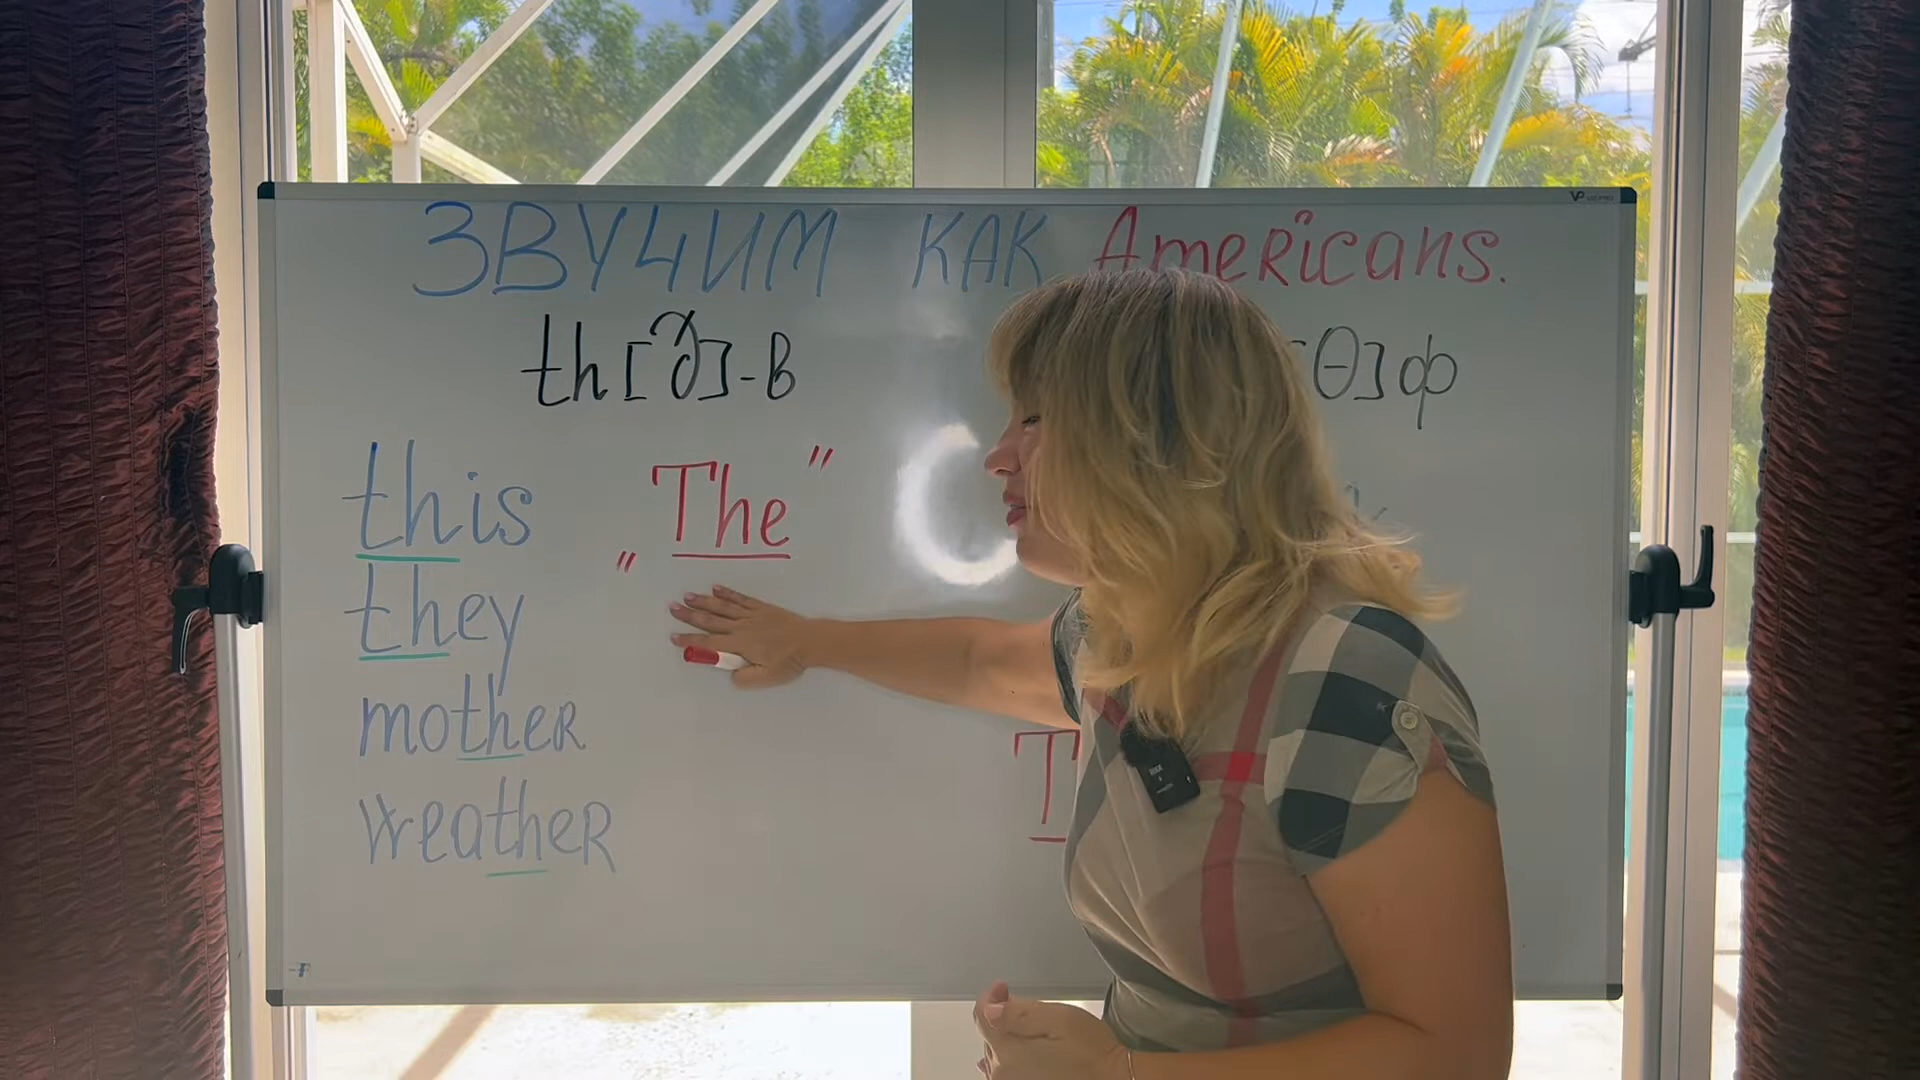 ЗВУЧИМ КАК Americans.
th [ð] - в
[θ] ф
this
„The"
they
mother
weather